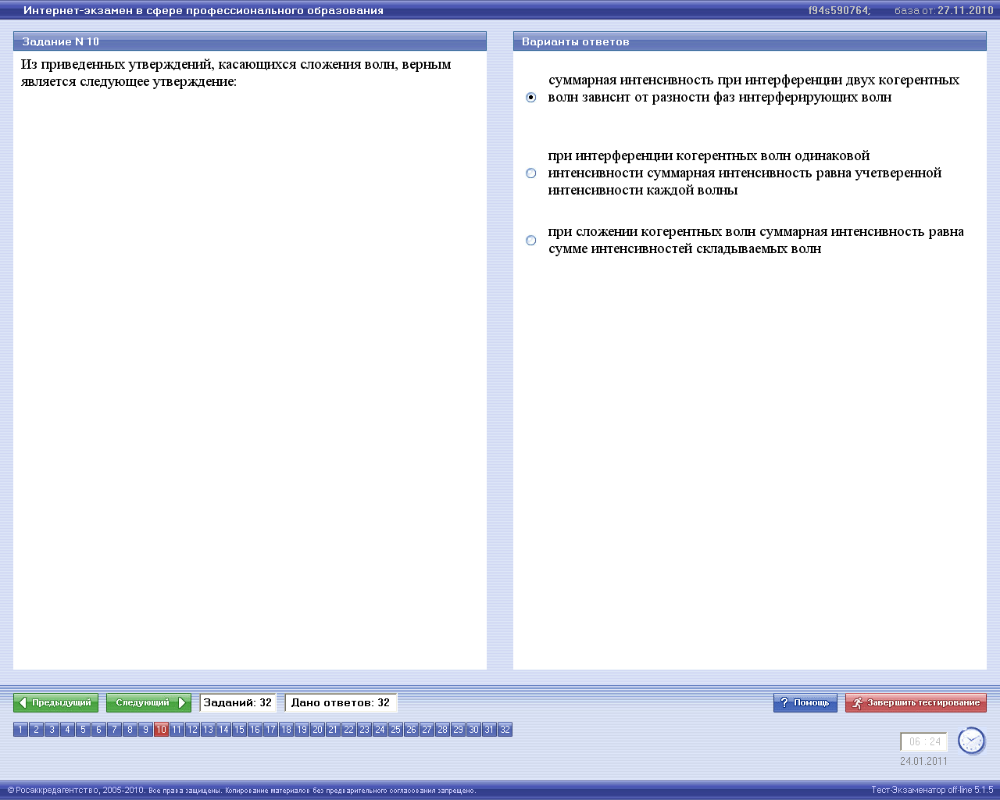 Интернет-экзамен в сфере профессионального образования
f94s590764;
база от: 27.11.2010
Задание N 10
Варианты ответов
Из приведенных утверждений, касающихся сложения волн, верным
является следующее утверждение:
суммарная интенсивность при интерференции двух когерентных
волн зависит от разности фаз интерферирующих волн
при интерференции когерентных волн одинаковой
интенсивности суммарная интенсивность равна учетверенной
интенсивности каждой волны
при сложении когерентных волн суммарная интенсивность равна
сумме интенсивностей складываемых волн
Предыдущий
Следующий
Заданий: 32
Дано ответов: 32
? Помощь
Завершить тестирование
1 2 3 4 5 6 7 8 9 10 11 12 13 14 15 16 17 18 19 20 21 22 23 24 25 26 27 28 29 30 31 32
06 : 24
24.01.2011
© Росаккредагентство, 2005-2010. Все права защищены. Копирование материалов без предварительного согласования запрещено.
Тест-Экзаменатор off-line 5.1.5